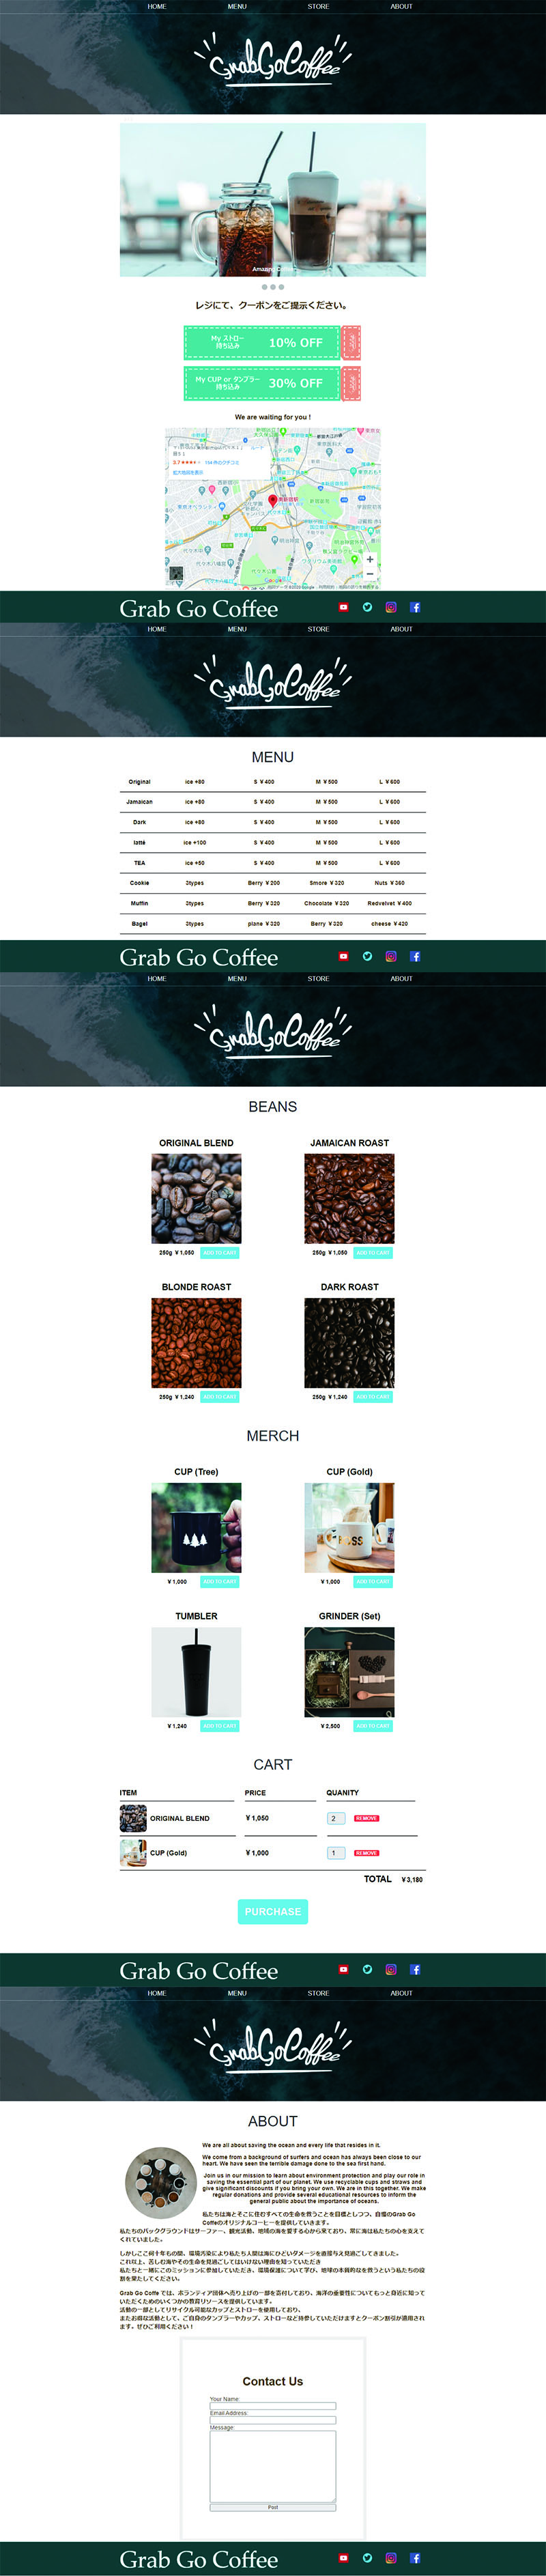 HOME MENU STORE ABOUT
GrabGoCoffee
Amazing
レジにて、クーポンをご提示ください。
My ストロー
持ち込み
10% OFF
My CUP or タンブラー
持ち込み
30% OFF
We are waiting for you !
拡大地図を表示
Grab Go Coffee
HOME MENU STORE ABOUT
GrabGoCoffee
MENU
Original ice +80 S ￥400 M ￥500 L ￥600
Jamaican ice +80 S ￥400 M ￥500 L ￥600
Dark ice +80 S ￥400 M ￥500 L ￥600
latté ice +100 S ￥400 M ￥500 L ￥600
TEA ice +50 S ￥400 M ￥500 L ￥600
Cookie 3types Berry ￥200 Smore ￥320 Nuts ￥360
Muffin 3types Berry ￥320 Chocolate ￥320 Redvelvet ￥400
Bagel 3types plane ￥320 Berry ￥320 cheese ￥420
Grab Go Coffee
HOME MENU STORE ABOUT
GrabGoCoffee
BEANS
ORIGINAL BLEND JAMAICAN ROAST
250g ￥1,050 ADD TO CART 250g ￥1,050 ADD TO CART
BLONDE ROAST DARK ROAST
250g ￥1,240 ADD TO CART 250g ￥1,240 ADD TO CART
MERCH
CUP (Tree) CUP (Gold)
￥1,000 ADD TO CART ￥1,000 ADD TO CART
TUMBLER GRINDER (Set)
￥1,240 ADD TO CART ￥2,500 ADD TO CART
CART
ITEM PRICE QUANITY
ORIGINAL BLEND ￥1,050 2 REMOVE
CUP (Gold) ￥1,000 1 REMOVE
TOTAL ￥3,180
PURCHASE
Grab Go Coffee
HOME MENU STORE ABOUT
GrabGoCoffee
ABOUT
We are all about saving the ocean and every life that resides in it.
We come from a background of surfers and ocean has always been close to our
heart. We have seen the terrible damage done to the sea first hand.
Join us in our mission to learn about environment protection and play our role in
saving the essential part of our planet. We use recyclable cups and straws and
give significant discounts if you bring your own. We are in this together. We make
regular donations and provide several educational resources to inform the
general public about the importance of oceans.
私たちは海とそこに住むすべての生命を救うことを目標としつつ、自慢のGrab Go
Coffeeのオリジナルコーヒーを提供していきます。
私たちのバックグラウンドはサーファー、観光活動、地域の海を愛する心から来ており、常に海は私たちの心を支えて
くれていました。
しかしここ何十年もの間、環境汚染により私たち人間は海にひどいダメージを直接与え見過ごしてきました。
これ以上、苦しむ海やその生命を見過ごしてはいけない理由を知っていただき
私たちと一緒にこのミッションに参加していただき、環境保護について学び、地球の本質的なを救うという私たちの役
割を果たしてください。
Grab Go Coffe では、ボランティア団体へ売り上げの一部を寄付しており、海洋の重要性についてもっと身近に知って
いただくためのいくつかの教育リソースを提供しています。
活動の一部としてリサイクル可能なカップとストローを使用しており、
またお得な活動として、ご自身のタンブラーやカップ、ストローなど持参していただけますとクーポン割引が適用され
ます。ぜひご利用ください！
Contact Us
Your Name:
Email Address:
Message:
Post
Grab Go Coffee